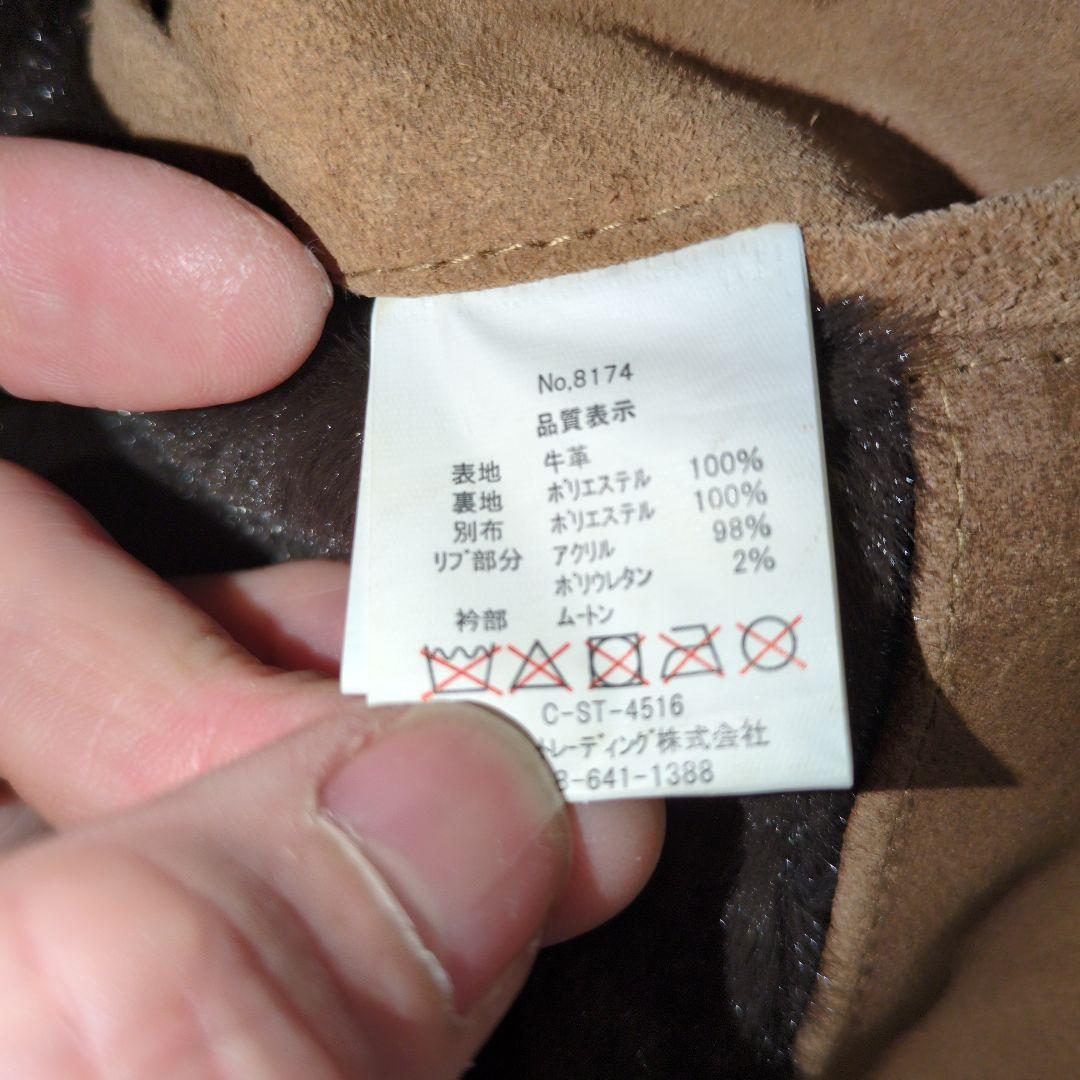 No,8174
品質表示
表地 牛革
裏地 ポリエステル 100%
別布 ポリエステル 100%
リブ部分 アクリル 98%
ポリウレタン 2%
衿部 ムートン
C-ST-4516
トレーディング株式会社
8-641-1388